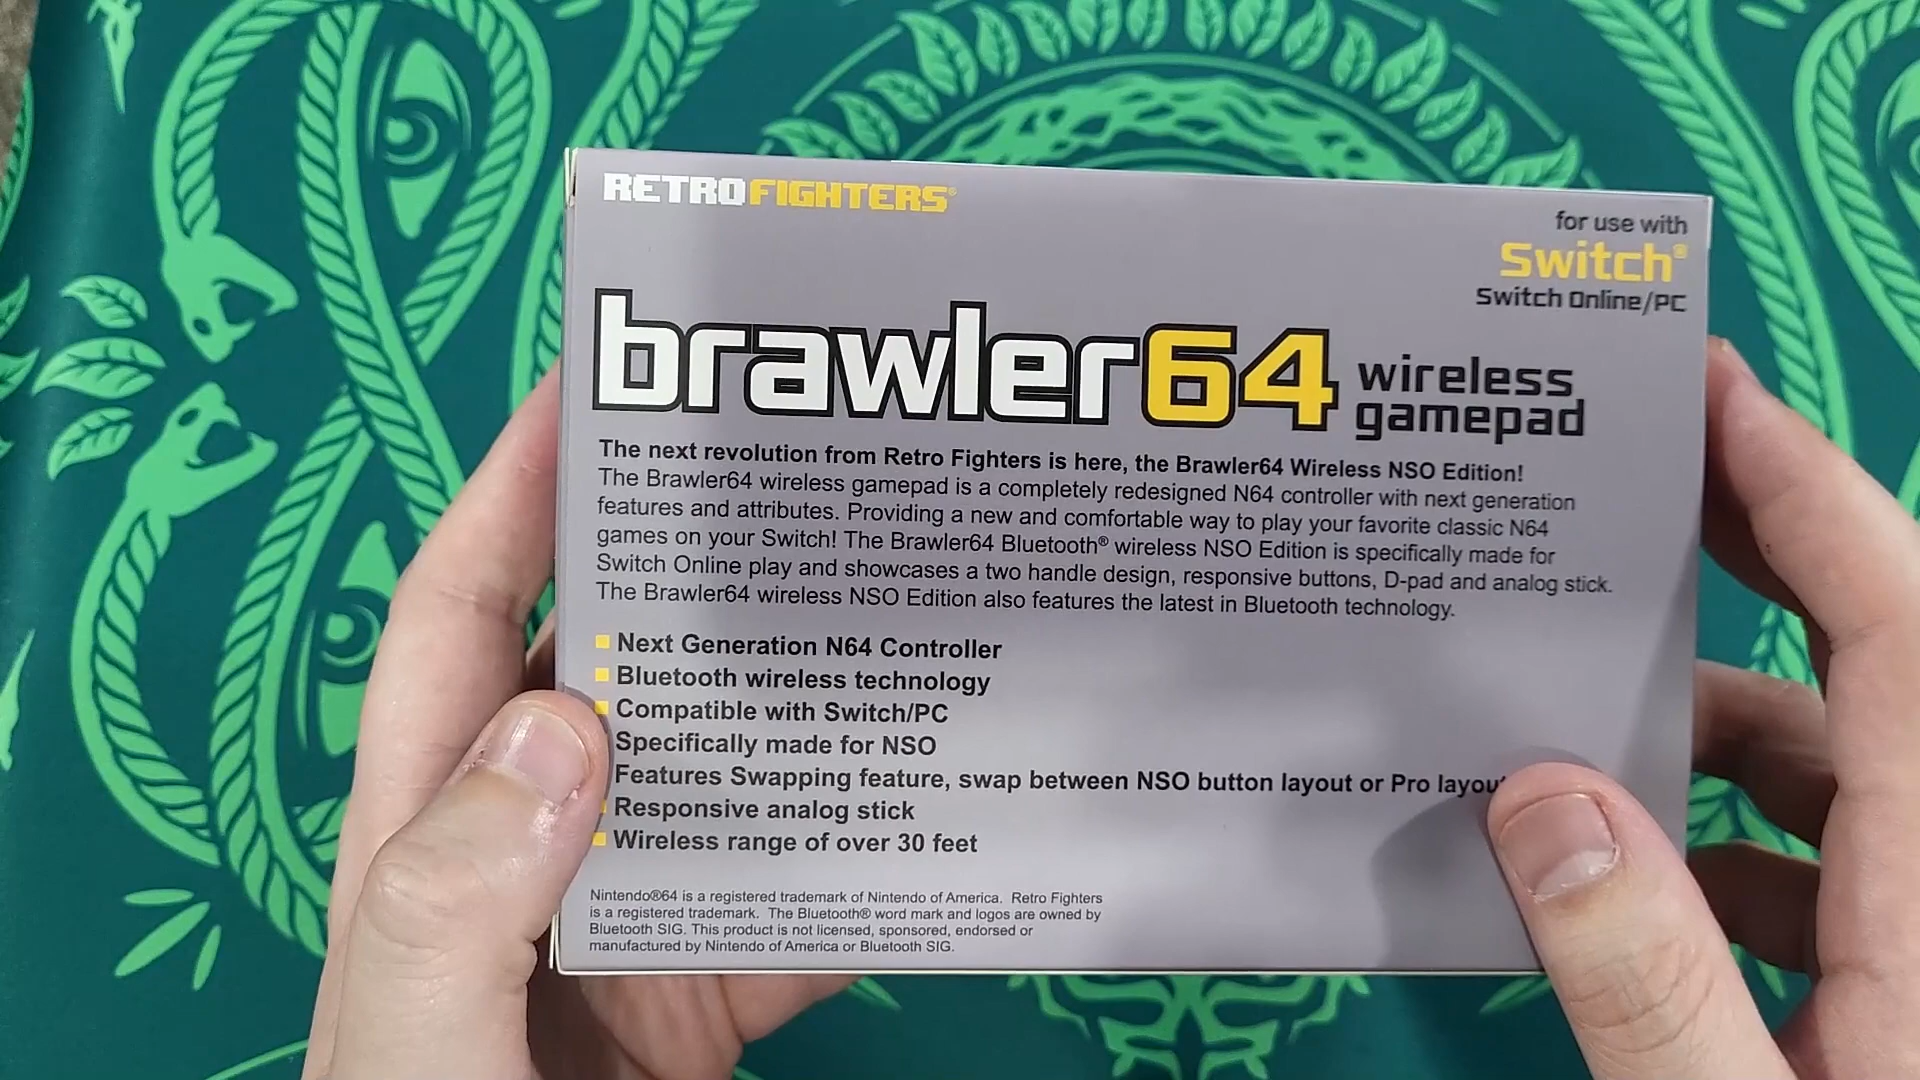 RETROFIGHTERS®
for use with
Switch®
Switch Online/PC
brawler64 wireless gamepad
The next revolution from Retro Fighters is here, the Brawler64 Wireless NSO Edition!
The Brawler64 wireless gamepad is a completely redesigned N64 controller with next generation
features and attributes. Providing a new and comfortable way to play your favorite classic N64
games on your Switch! The Brawler64 Bluetooth® wireless NSO Edition is specifically made for
Switch Online play and showcases a two handle design, responsive buttons, D-pad and analog stick.
The Brawler64 wireless NSO Edition also features the latest in Bluetooth technology.
Next Generation N64 Controller
Bluetooth wireless technology
Compatible with Switch/PC
Specifically made for NSO
Features Swapping feature, swap between NSO button layout or Pro layou
Responsive analog stick
Wireless range of over 30 feet
Nintendo®64 is a registered trademark of Nintendo of America. Retro Fighters
is a registered trademark. The Bluetooth® word mark and logos are owned by
Bluetooth SIG. This product is not licensed, sponsored, endorsed or
manufactured by Nintendo of America or Bluetooth SIG.